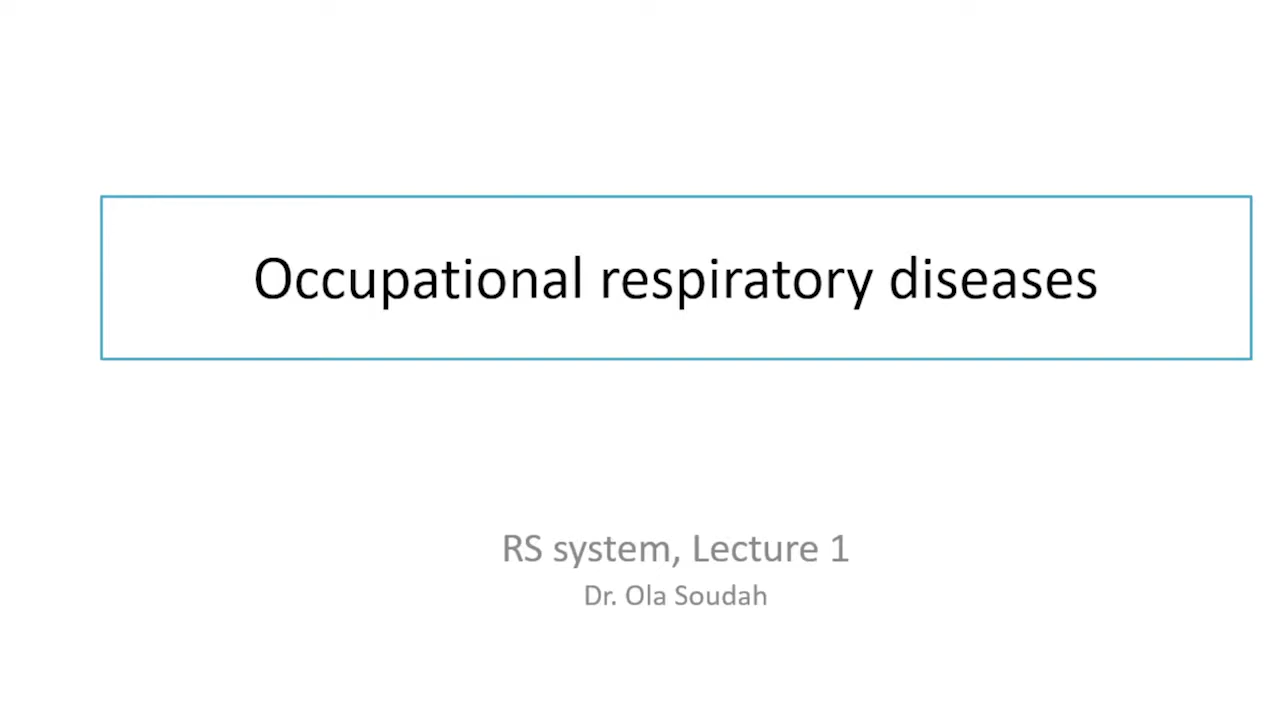 Occupational respiratory diseases
RS system, Lecture 1
Dr. Ola Soudah